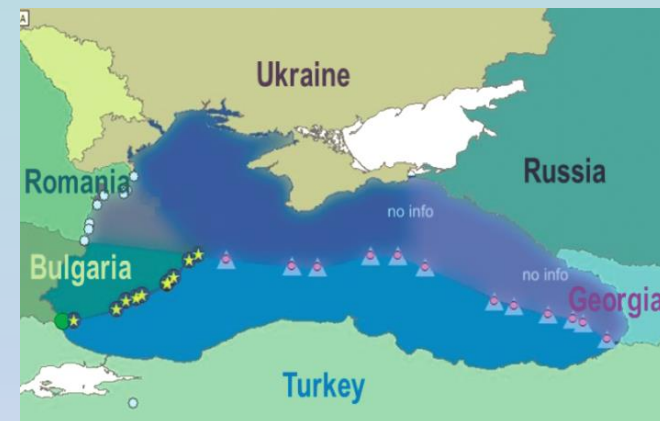 A
Ukraine
Romania
Russia
no info
Bulgaria
no info
Georgia
Turkey